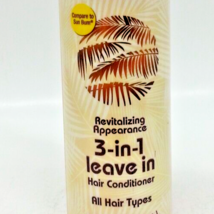 Compare to
Sun Bum®
Revitalizing
Appearance
3-in-1
leave in
Hair Conditioner
All Hair Types